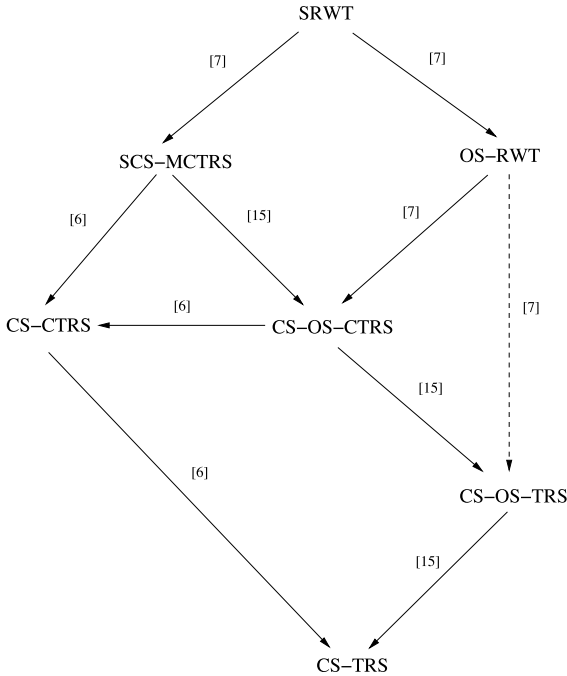 SRWT
[7]
[7]
SCS–MCTRS
OS–RWT
[6]
[15]
[7]
[6]
[7]
CS–CTRS
CS–OS–CTRS
[15]
[6]
CS–OS–TRS
[15]
CS–TRS